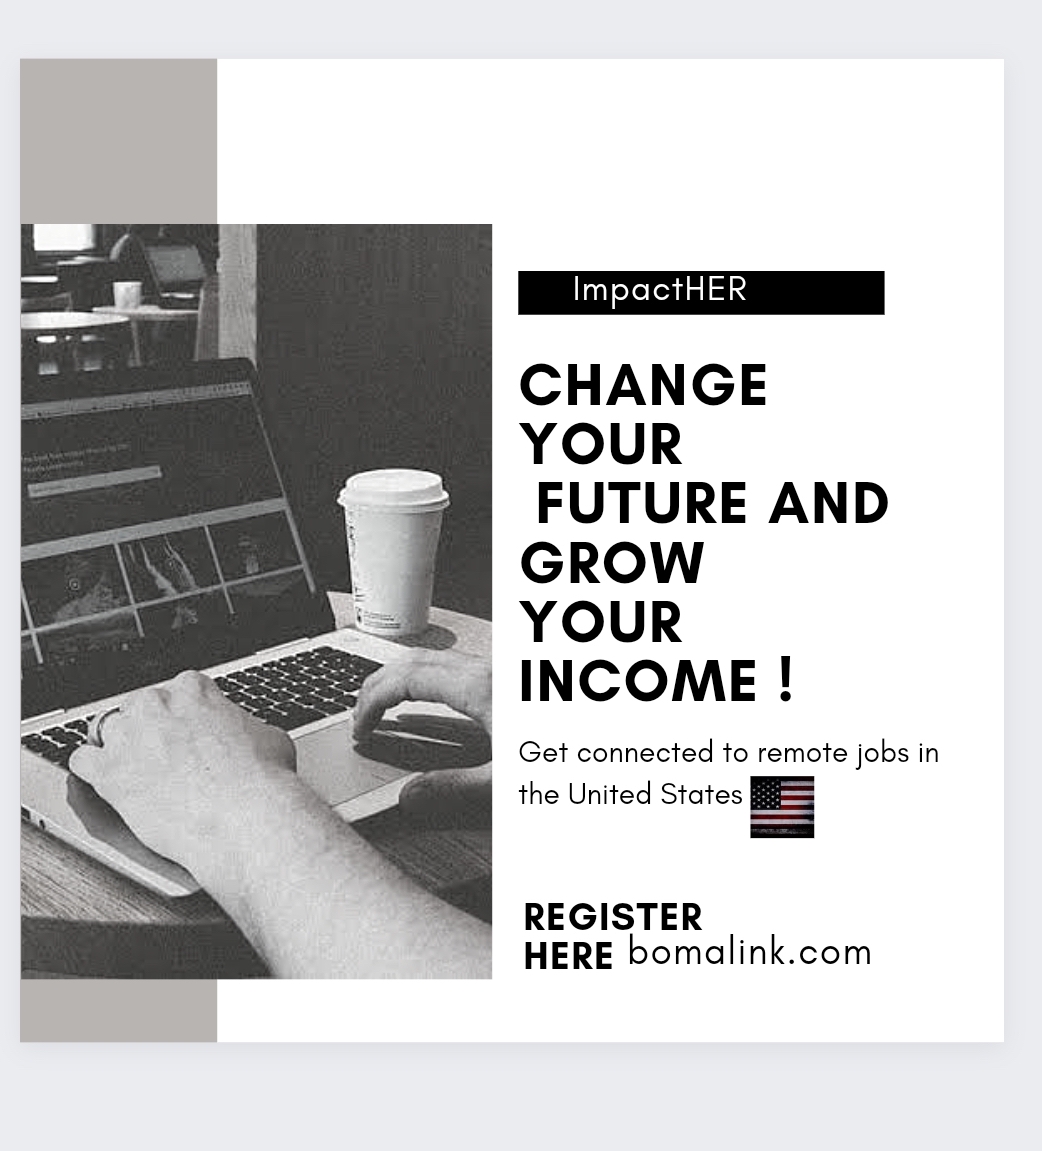 ImpactHER
CHANGE
YOUR
FUTURE AND
GROW
YOUR
INCOME !
Get connected to remote jobs in
the United States
REGISTER
HERE bomalink.com